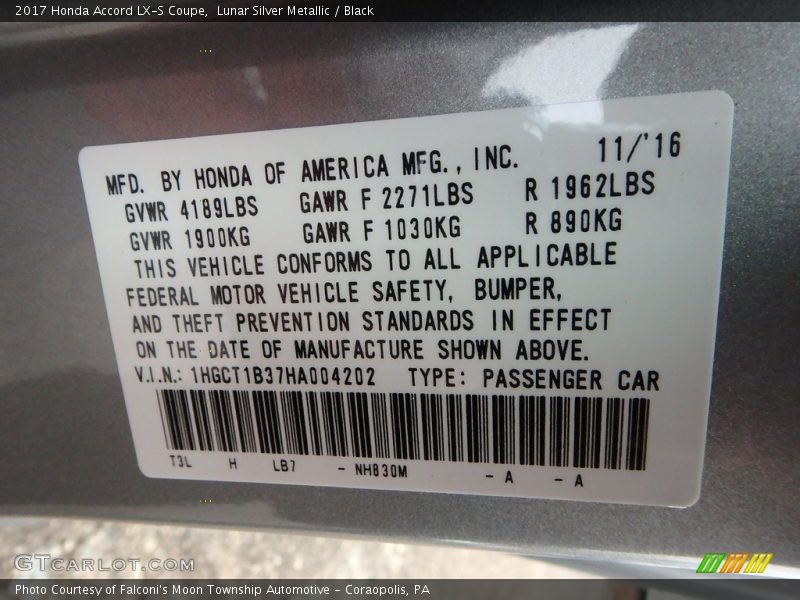 2017 Honda Accord LX-S Coupe,  Lunar Silver Metallic / Black
11/'16
MFD. BY HONDA OF AMERICA MFG., INC.
GVWR 4189LBS GAWR F 2271LBS R 1962LBS
GVWR 1900KG GAWR F 1030KG R 890KG
THIS VEHICLE CONFORMS TO ALL APPLICABLE
FEDERAL MOTOR VEHICLE SAFETY, BUMPER,
AND THEFT PREVENTION STANDARDS IN EFFECT
ON THE DATE OF MANUFACTURE SHOWN ABOVE.
V.I.N.: 1HGCT1B37HA004202 TYPE: PASSENGER CAR
T3L H LB7 - NH830M - A - A
GTCARLOT.COM
Photo Courtesy of Falconi's Moon Township Automotive - Coraopolis, PA